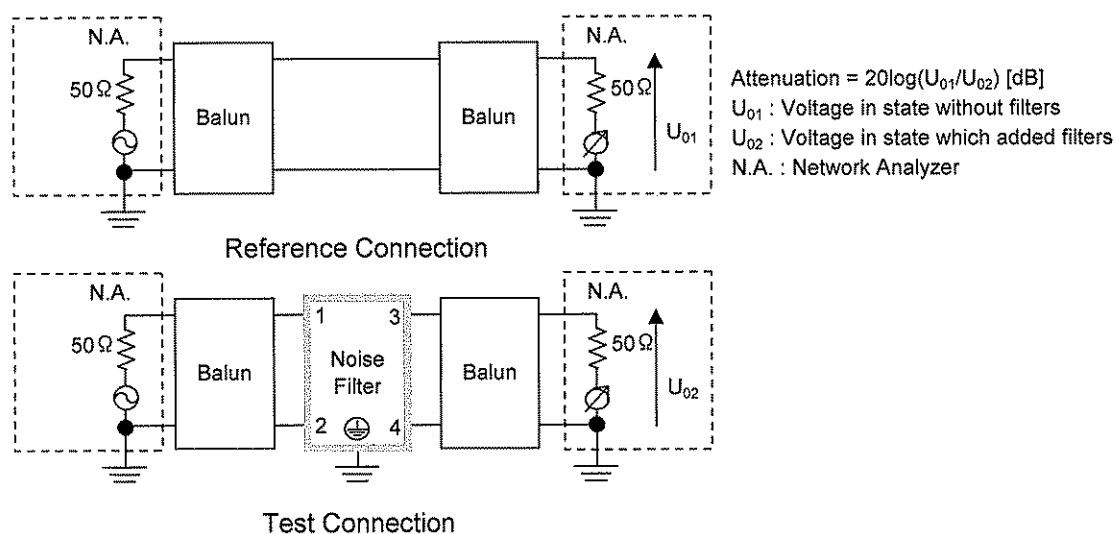 N.A.
50Ω
Balun
Balun
N.A.
50Ω
U01
Attenuation = 20log(U01/U02) [dB]
U01 : Voltage in state without filters
U02 : Voltage in state which added filters
N.A. : Network Analyzer
Reference Connection
N.A.
50Ω
Balun
1 3
Noise
Filter
2 4
Balun
N.A.
50Ω
U02
Test Connection